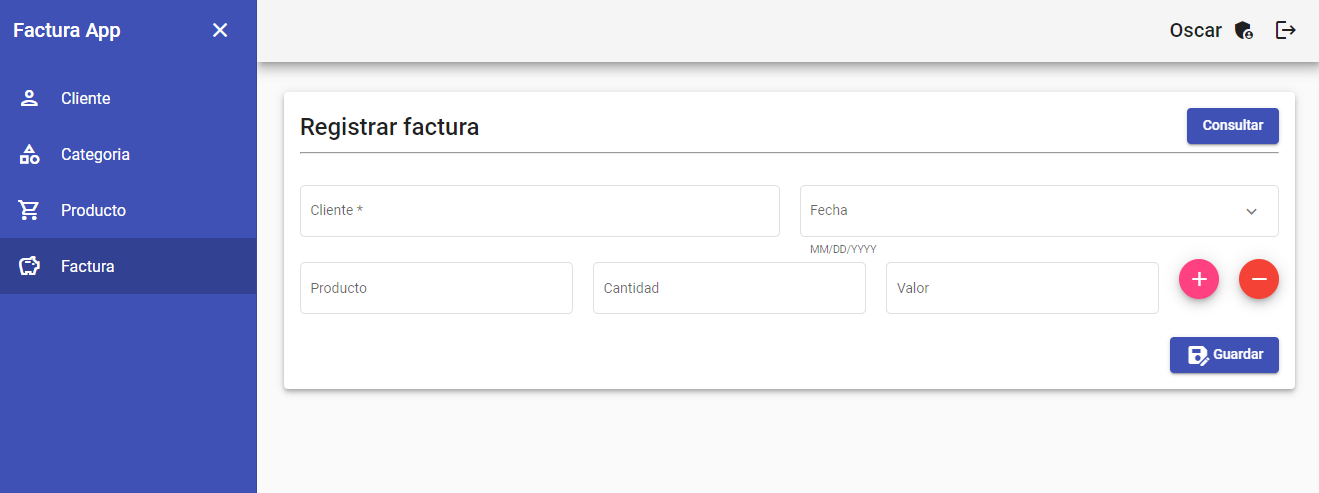 Factura App
Oscar
Cliente
Categoria
Producto
Factura
Registrar factura
Consultar
Cliente *
Fecha
MM/DD/YYYY
Producto
Cantidad
Valor
Guardar